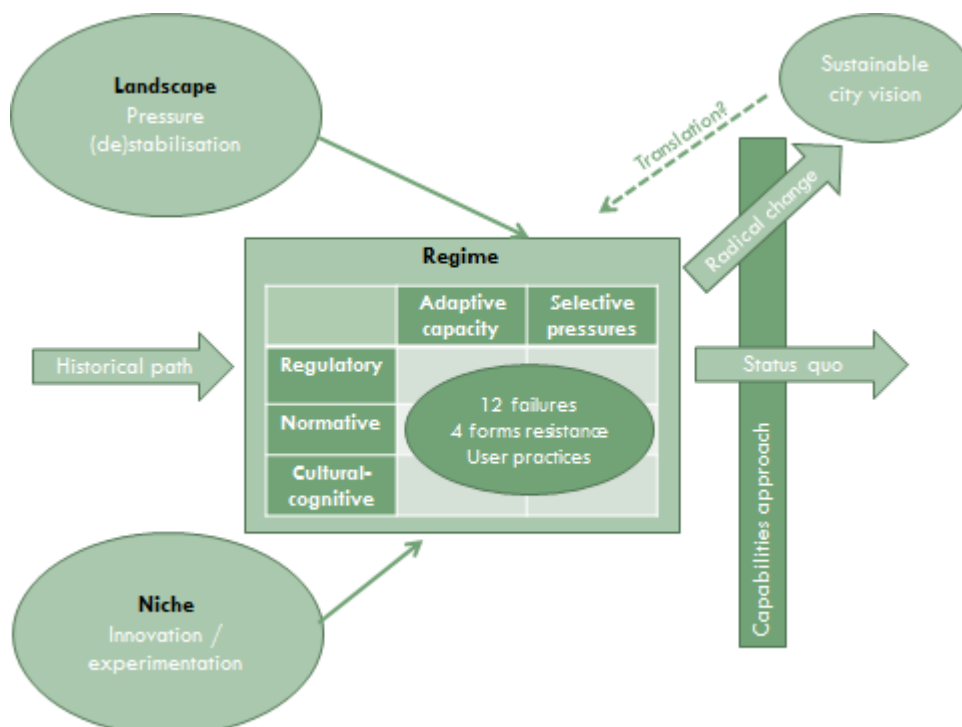 Landscape
Pressure
(de)stabilisation
Sustainable
city vision
Translation?
Radical change
Regime
Adaptive
capacity
Selective
pressures
Historical path
Regulatory
Normative
Cultural-
cognitive
12 failures
4 forms resistance
User practices
Status quo
Capabilities approach
Niche
Innovation /
experimentation